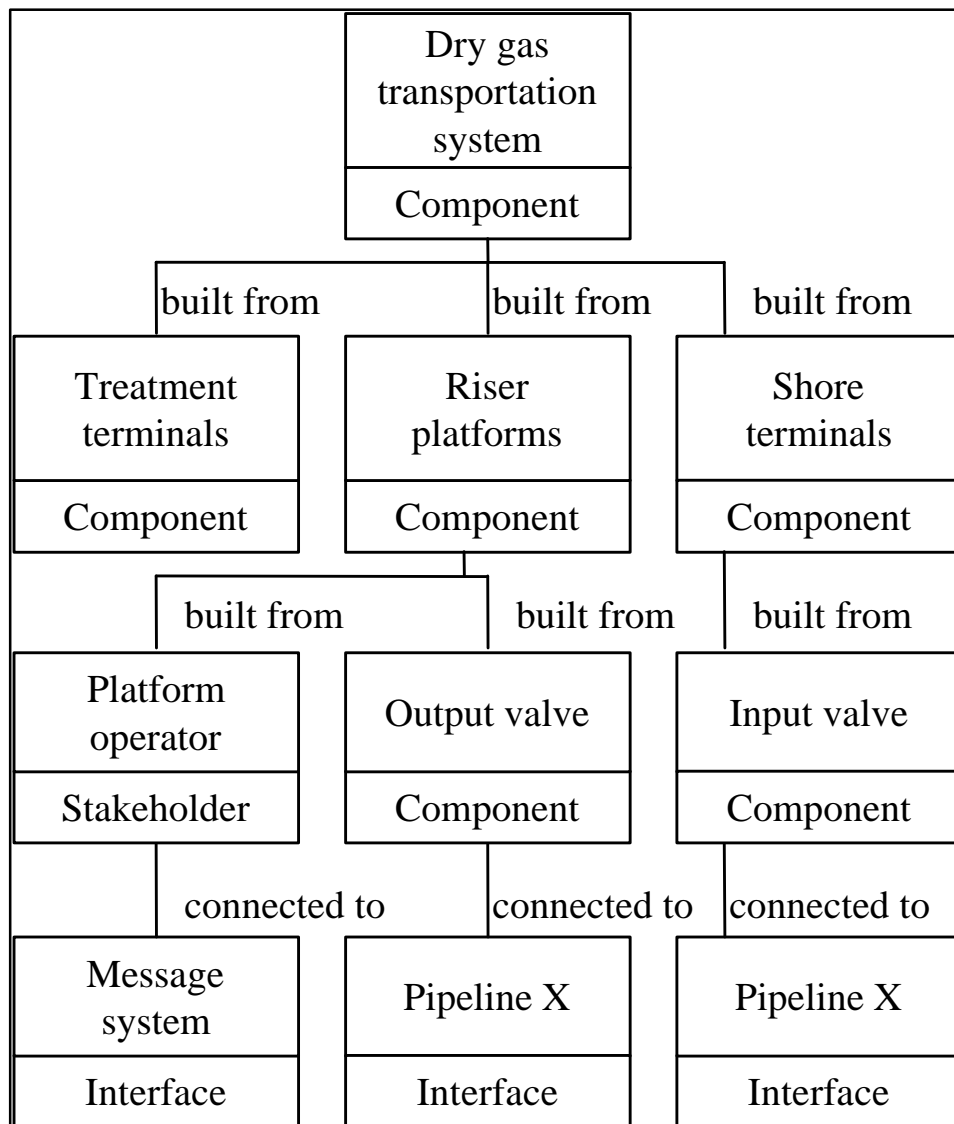 Dry gas
transportation
system
Component
built from
built from
built from
Treatment
terminals
Component
Riser
platforms
Component
Shore
terminals
Component
built from
built from
built from
Platform
operator
Stakeholder
Output valve
Component
Input valve
Component
connected to
connected to
connected to
Message
system
Interface
Pipeline X
Interface
Pipeline X
Interface